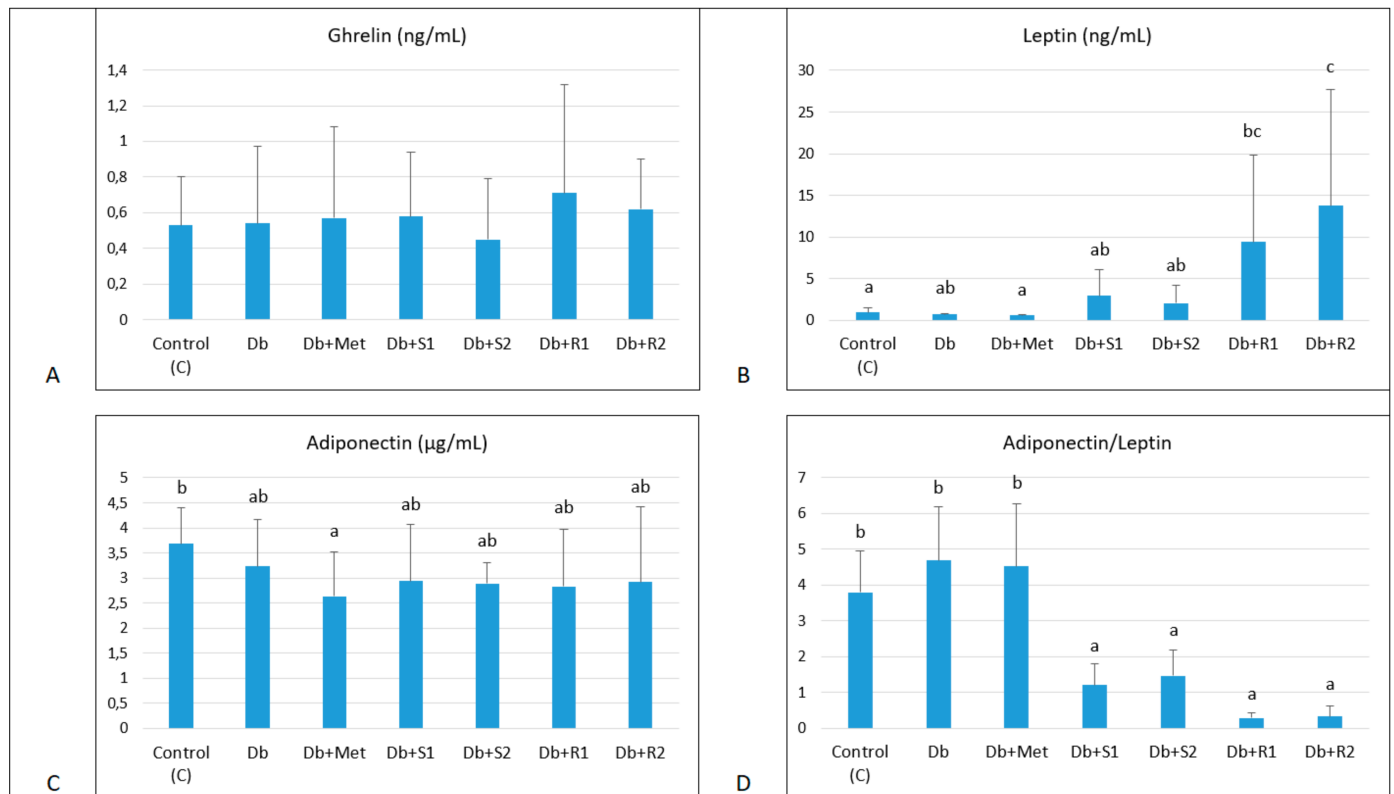 Ghrelin (ng/mL)
1,4
1,2
1
0,8
0,6
0,4
0,2
0
Control
(C)
Db
Db+Met
Db+S1
Db+S2
Db+R1
Db+R2
A
Leptin (ng/mL)
30
25
20
15
10
5
0
a
ab
a
ab
ab
bc
c
Control
(C)
Db
Db+Met
Db+S1
Db+S2
Db+R1
Db+R2
B
Adiponectin (µg/mL)
5
4,5
4
3,5
3
2,5
2
1,5
1
0,5
0
b
ab
a
ab
ab
ab
ab
Control
(C)
Db
Db+Met
Db+S1
Db+S2
Db+R1
Db+R2
C
Adiponectin/Leptin
7
6
5
4
3
2
1
0
b
b
b
a
a
a
a
Control
(C)
Db
Db+Met
Db+S1
Db+S2
Db+R1
Db+R2
D